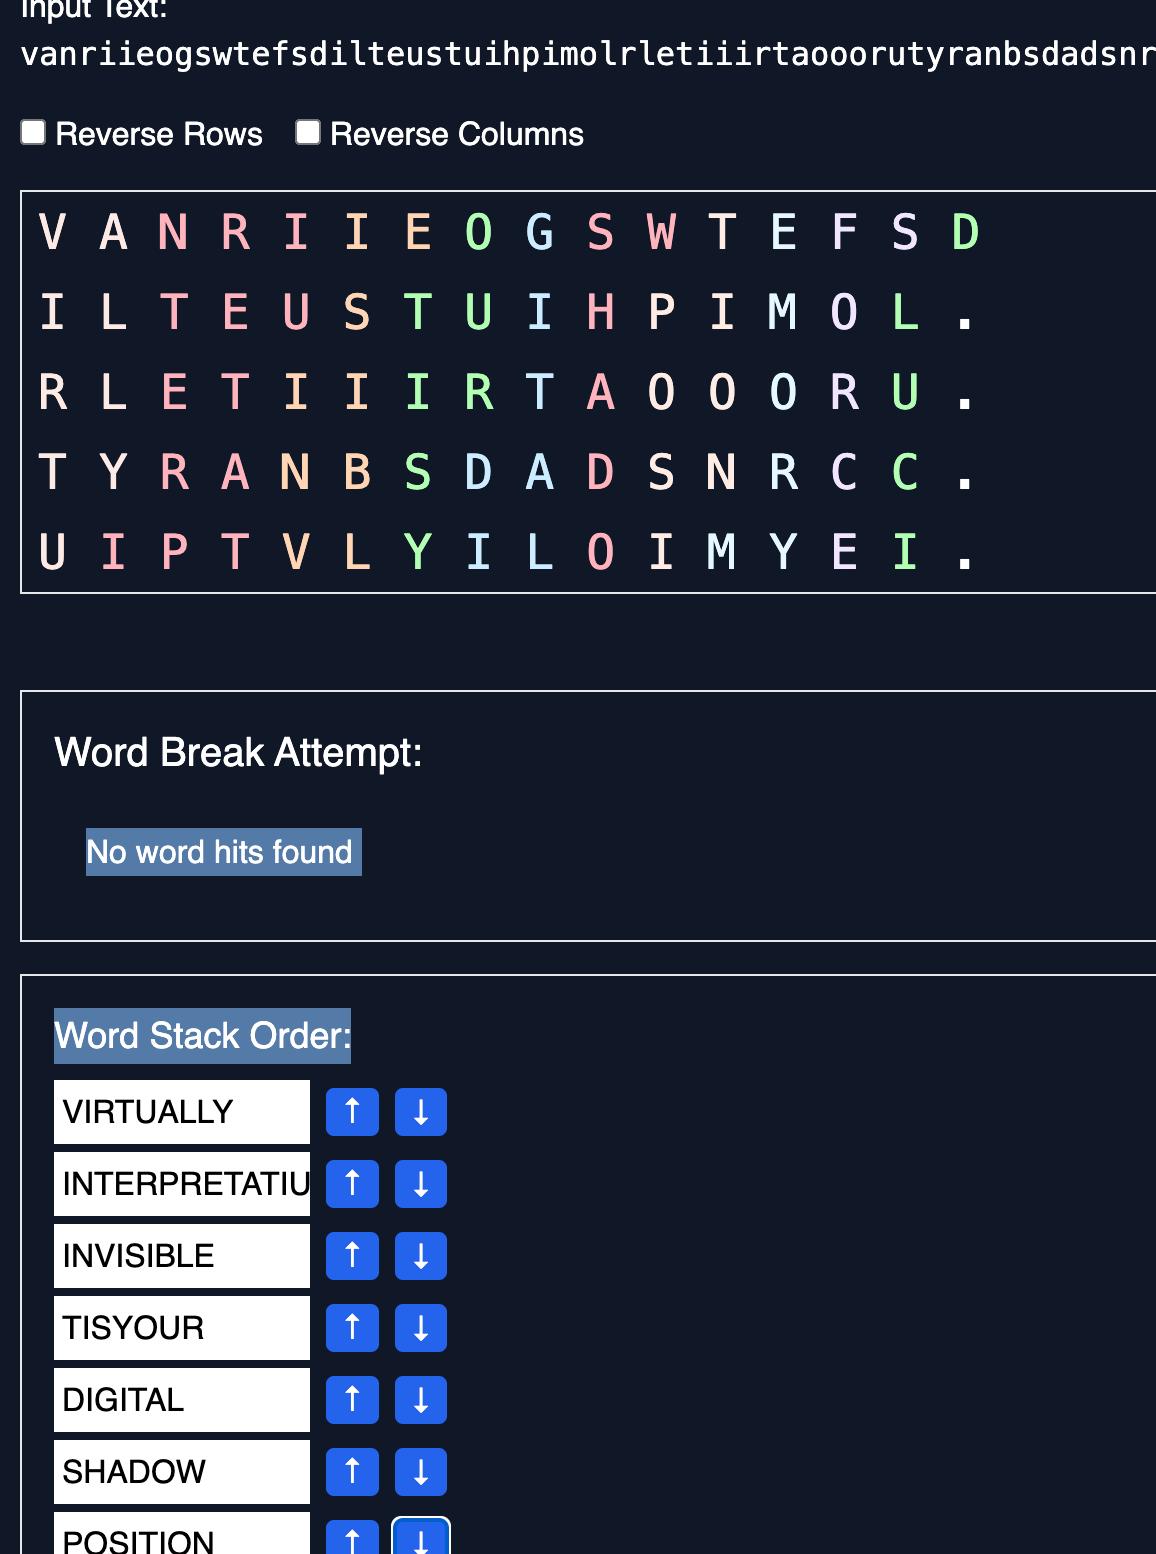 Input Text:
vanriieogswtefsdilteustuihpimolrletiiirtaooorutyranbsdadsnr
Reverse Rows Reverse Columns
V A N R I I E O G S W T E F S D
I L T E U S T U I H P I M O L .
R L E T I I I R T A O O O R U .
T Y R A N B S D A D S N R C C .
U I P T V L Y I L O I M Y E I .
Word Break Attempt:
No word hits found
Word Stack Order:
VIRTUALLY ↑ ↓
INTERPRETATIU ↑ ↓
INVISIBLE ↑ ↓
TISYOUR ↑ ↓
DIGITAL ↑ ↓
SHADOW ↑ ↓
POSITION ↑ ↓